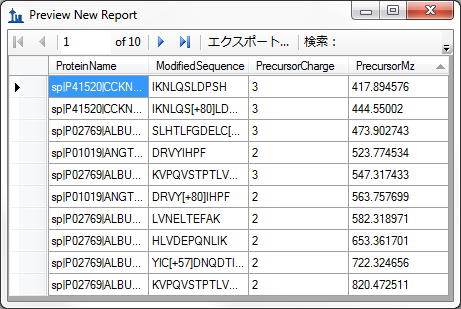 Preview New Report
1 of 10 エクスポート... 検索：
ProteinName ModifiedSequence PrecursorCharge PrecursorMz
sp|P41520|CCKN... IKNLQSLDPSH 3 417.894576
sp|P41520|CCKN... IKNLQS[+80]LD... 3 444.55002
sp|P02769|ALBU... SLHTLFGDELC[... 3 473.902743
sp|P01019|ANGT... DRVYIHPF 2 523.774534
sp|P02769|ALBU... KVPQVSTPTLV... 3 547.317433
sp|P01019|ANGT... DRVY[+80]IHPF 2 563.757699
sp|P02769|ALBU... LVNELTEFAK 2 582.318971
sp|P02769|ALBU... HLVDEPQNLIK 2 653.361701
sp|P02769|ALBU... YIC[+57]DNQDTI... 2 722.324656
sp|P02769|ALBU... KVPQVSTPTLV... 2 820.472511